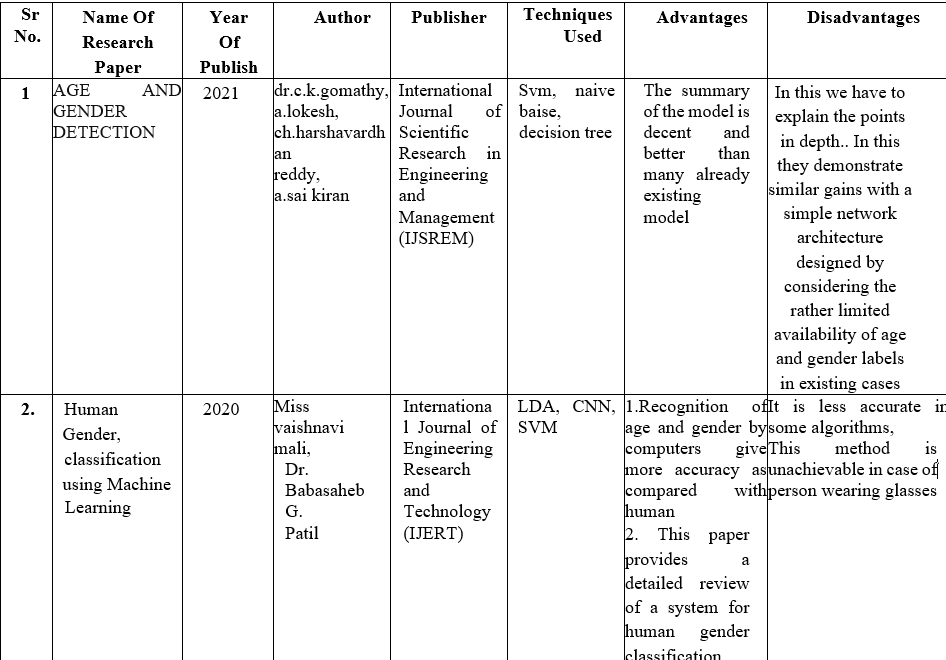 Sr
No.
Name Of
Research
Paper
Year
Of
Publish
Author
Publisher
Techniques
Used
Advantages
Disadvantages
1
AGE AND
GENDER
DETECTION
2021
dr.c.k.gomathy,
a.lokesh,
ch.harshavardh
an
reddy,
a.sai kiran
International
Journal of
Scientific
Research in
Engineering
and
Management
(IJSREM)
Svm, naive
baise,
decision tree
The summary
of the model is
decent and
better than
many already
existing
model
In this we have to
explain the points
in depth.. In this
they demonstrate
similar gains with a
simple network
architecture
designed by
considering the
rather limited
availability of age
and gender labels
in existing cases
2.
Human
Gender,
classification
using Machine
Learning
2020
Miss
vaishnavi
mali,
Dr.
Babasaheb
G.
Patil
Internationa
l Journal of
Engineering
Research
and
Technology
(IJERT)
LDA, CNN,
SVM
1.Recognition of
age and gender by
computers give
more accuracy as
compared with
human
2. This paper
provides a
detailed review
of a system for
human gender
classification
It is less accurate in
some algorithms,
This method is
unachievable in case of
person wearing glasses